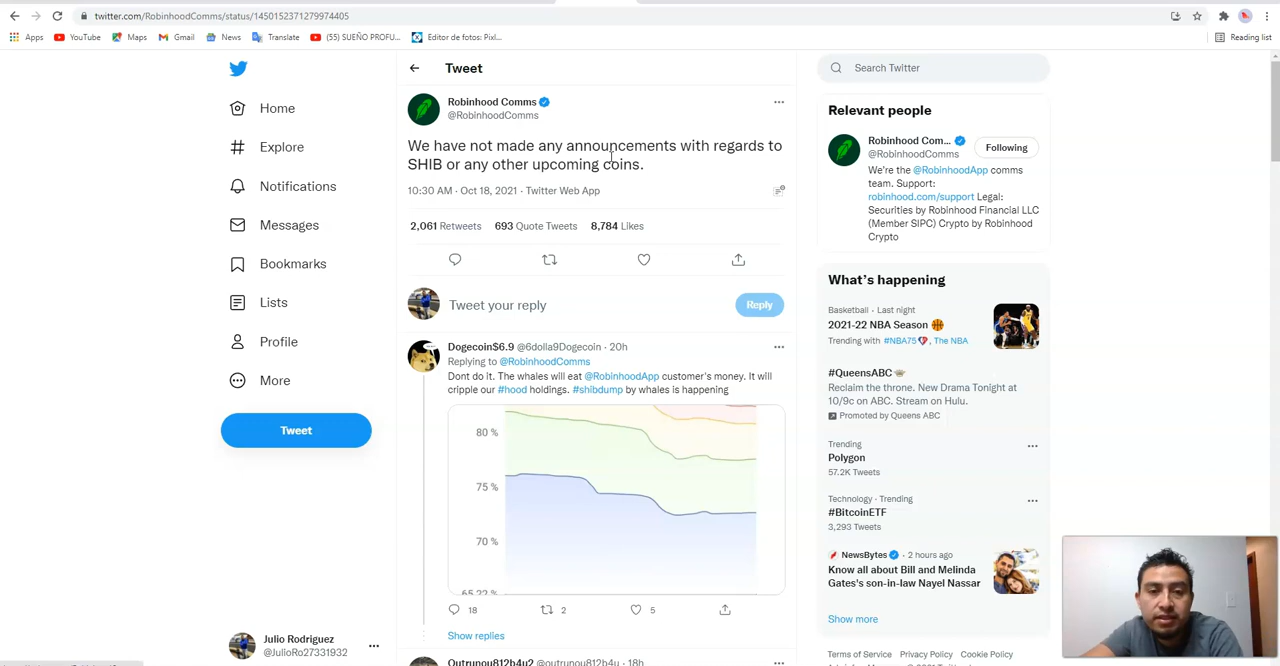 twitter.com/RobinhoodComms/status/1450152371279974405
Apps YouTube Maps Gmail News Translate (55) SUEÑO PROFU... Editor de fotos: Pixl... Reading list
Home
Explore
Notifications
Messages
Bookmarks
Lists
Profile
More
Tweet
Julio Rodriguez
@JulioRo27331932
Tweet
Robinhood Comms
@RobinhoodComms
We have not made any announcements with regards to
SHIB or any other upcoming coins.
10:30 AM · Oct 18, 2021 · Twitter Web App
2,061 Retweets 693 Quote Tweets 8,784 Likes
Tweet your reply
Reply
Dogecoin$6.9 @6dolla9Dogecoin · 20h
Replying to @RobinhoodComms
Dont do it. The whales will eat @RobinhoodApp customer's money. It will
cripple our #hood holdings. #shibdump by whales is happening
80 %
75 %
70 %
65.22 %
18 2 5
Show replies
Outrunou812b4u2 @outrunou812b4u · 18h
Search Twitter
Relevant people
Robinhood Com...
@RobinhoodComms
Following
We're the @RobinhoodApp comms
team. Support:
robinhood.com/support Legal:
Securities by Robinhood Financial LLC
(Member SIPC) Crypto by Robinhood
Crypto
What's happening
Basketball · Last night
2021-22 NBA Season
Trending with #NBA75, The NBA
#QueensABC
Reclaim the throne. New Drama Tonight at
10/9c on ABC. Stream on Hulu.
Promoted by Queens ABC
Trending
Polygon
57.2K Tweets
Technology · Trending
#BitcoinETF
3,293 Tweets
NewsBytes · 2 hours ago
Know all about Bill and Melinda
Gates's son-in-law Nayel Nassar
Show more
Terms of Service Privacy Policy Cookie Policy